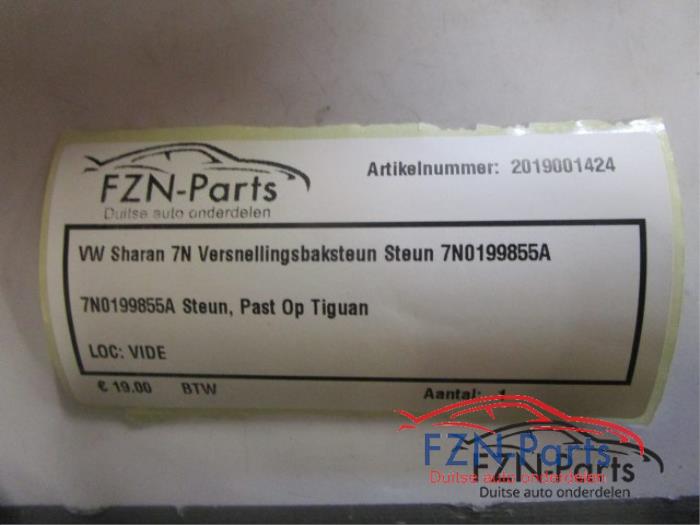 FZN-Parts
Duitse auto onderdelen
Artikelnummer: 2019001424
VW Sharan 7N Versnellingsbaksteun Steun 7N0199855A
7N0199855A Steun, Past Op Tiguan
LOC: VIDE
€ 19.00 BTW Aantal: 1
FZN-Parts
Duitse auto onderdelen
FZN-Parts
Duitse auto onderdelen